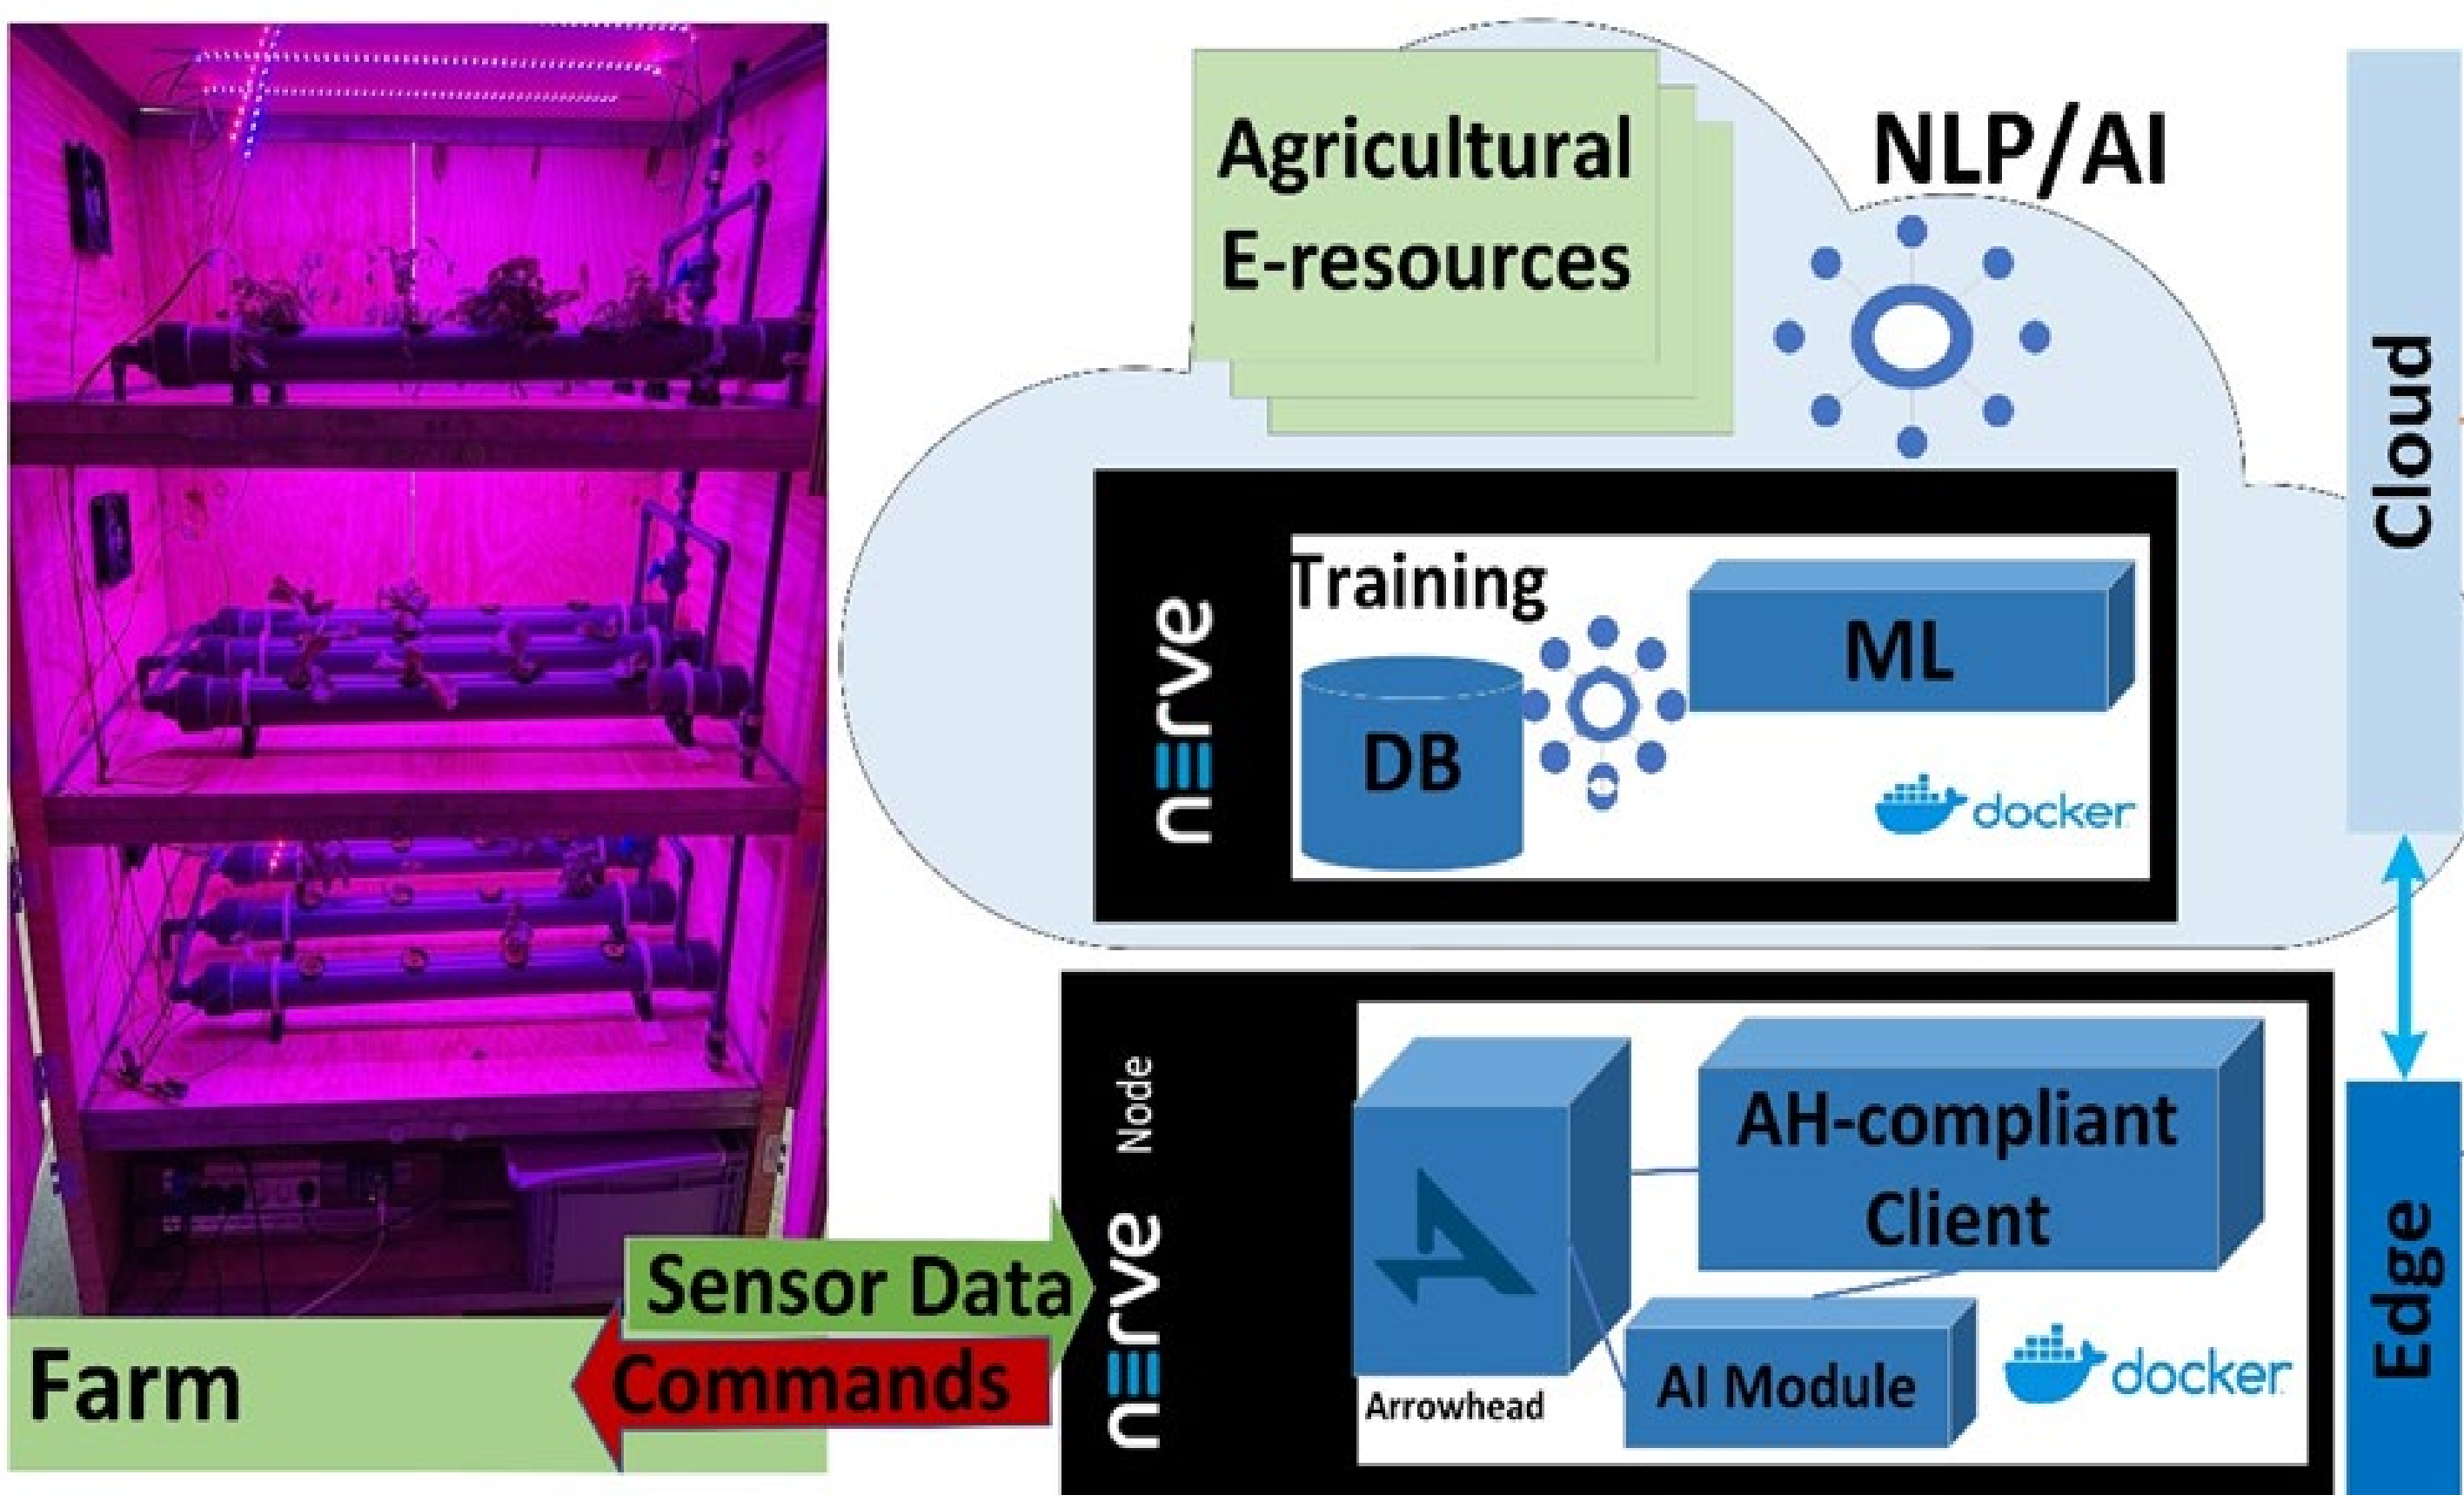 Agricultural
E-resources
NLP/AI
Cloud
nerve
Training
DB
ML
docker
nerve Node
AH-compliant
Client
Arrowhead
AI Module
docker
Edge
Sensor Data
Commands
Farm